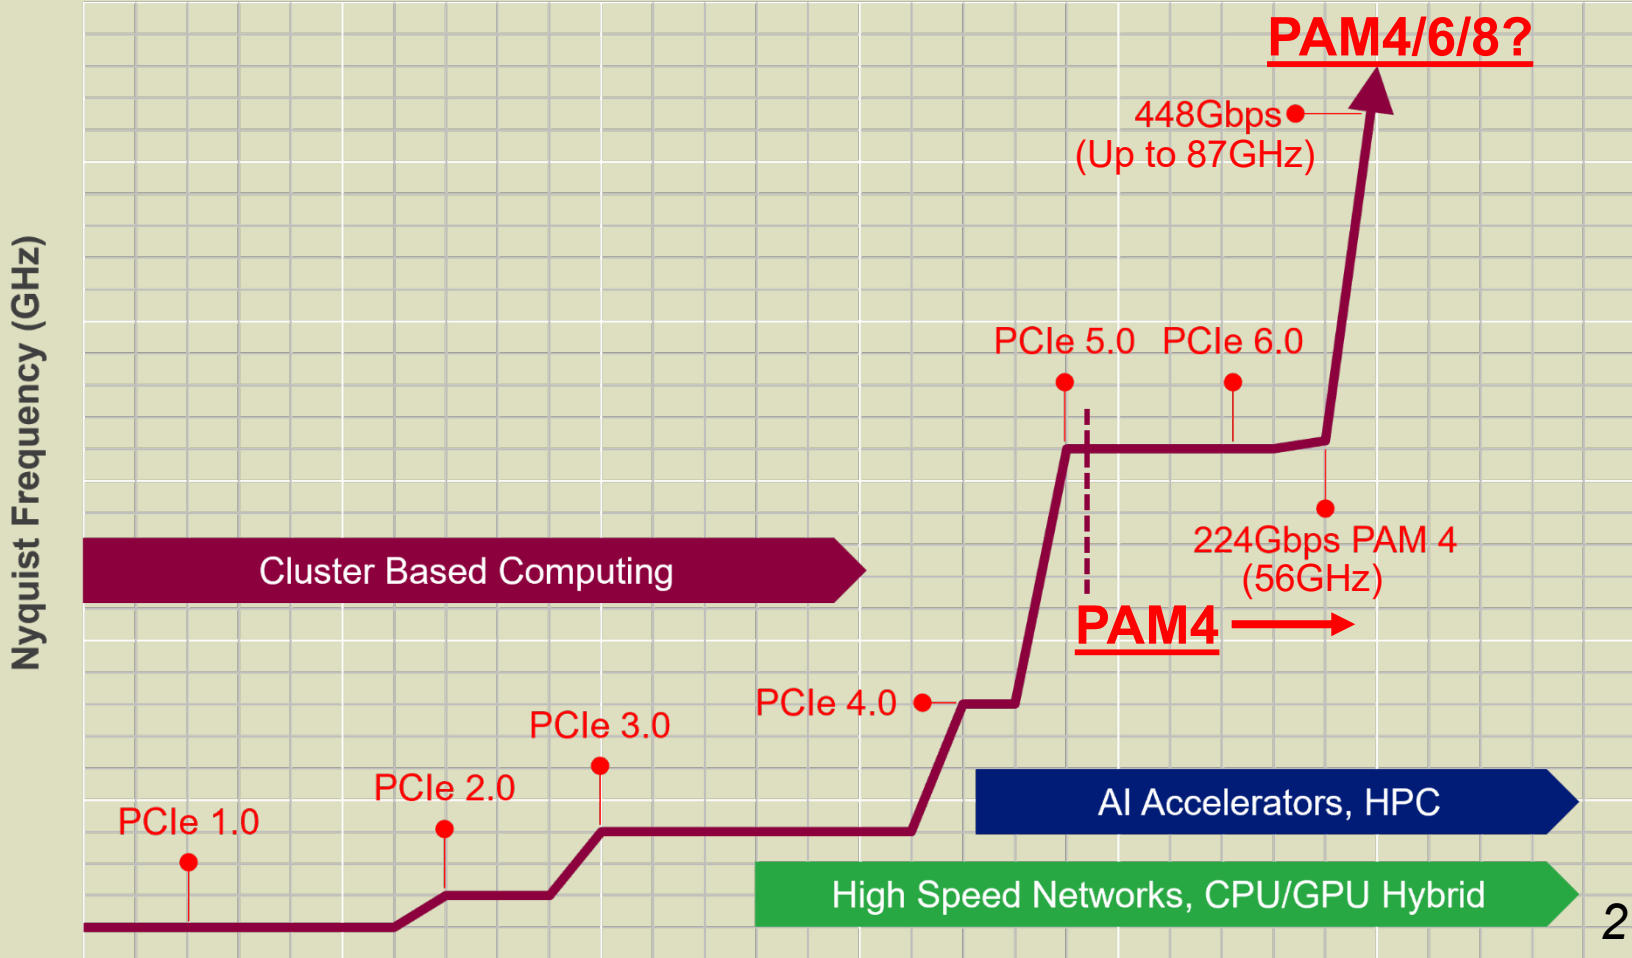 PAM4/6/8?
448Gbps
(Up to 87GHz)
Nyquist Frequency (GHz)
PCIe 5.0
PCIe 6.0
224Gbps PAM 4
(56GHz)
Cluster Based Computing
PAM4
PCIe 4.0
PCIe 3.0
PCIe 2.0
PCIe 1.0
AI Accelerators, HPC
High Speed Networks, CPU/GPU Hybrid
2